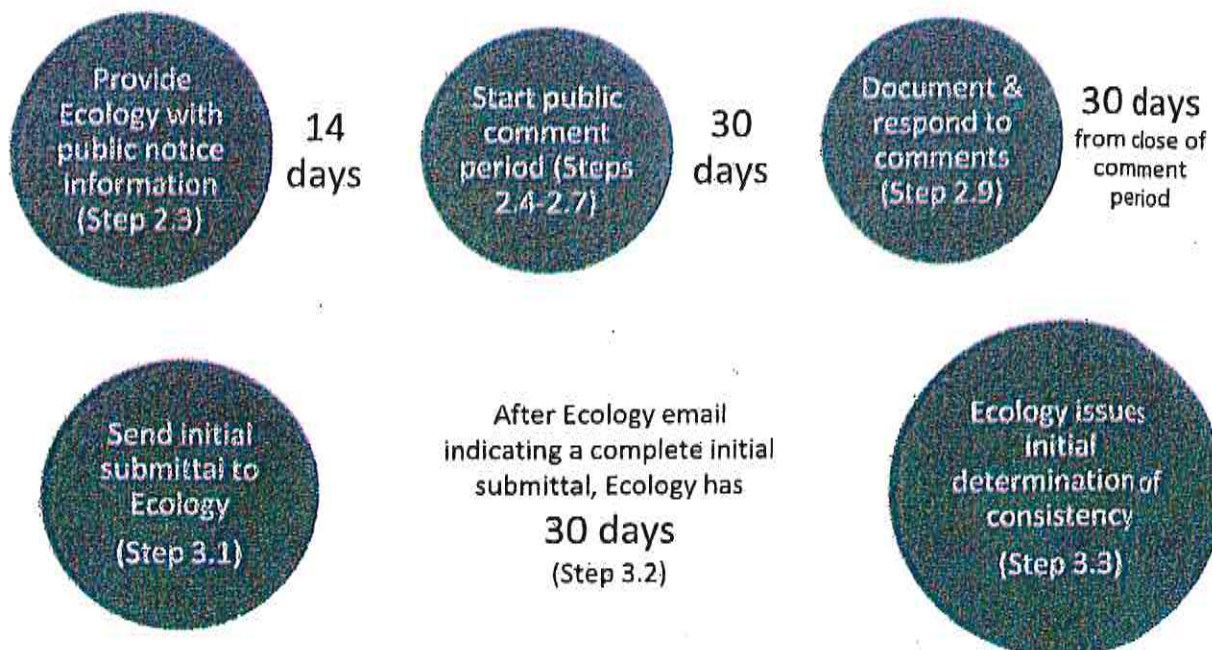 Provide
Ecology with
public notice
information
(Step 2.3)
14
days
Start public
comment
period (Steps
2.4-2.7)
30
days
Document &
respond to
comments
(Step 2.9)
30 days
from close of
comment
period
Send initial
submittal to
Ecology
(Step 3.1)
After Ecology email
indicating a complete initial
submittal, Ecology has
30 days
(Step 3.2)
Ecology issues
initial
determination of
consistency
(Step 3.3)